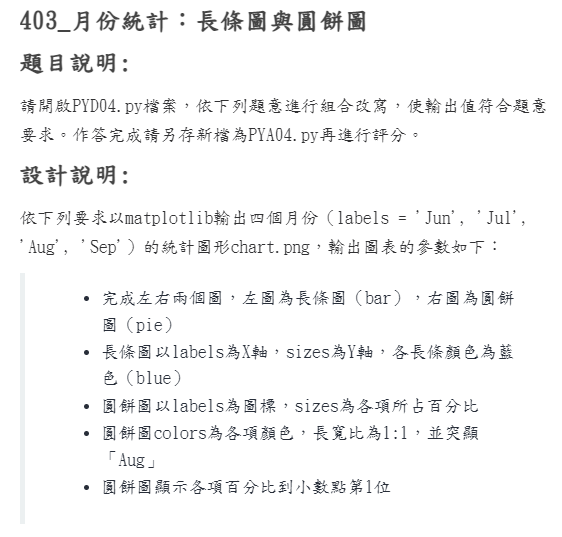 403_月份統計：長條圖與圓餅圖
題目說明:
請開啟PYD04.py檔案，依下列題意進行組合改寫，使輸出值符合題意
要求。作答完成請另存新檔為PYA04.py再進行評分。
設計說明:
依下列要求以matplotlib輸出四個月份（labels = 'Jun', 'Jul',
'Aug', 'Sep'）的統計圖形chart.png，輸出圖表的參數如下：
• 完成左右兩個圖，左圖為長條圖（bar），右圖為圓餅
圖（pie）
• 長條圖以labels為X軸，sizes為Y軸，各長條顏色為藍
色（blue）
• 圓餅圖以labels為圖標，sizes為各項所占百分比
• 圓餅圖colors為各項顏色，長寬比為1:1，並突顯
「Aug」
• 圓餅圖顯示各項百分比到小數點第1位